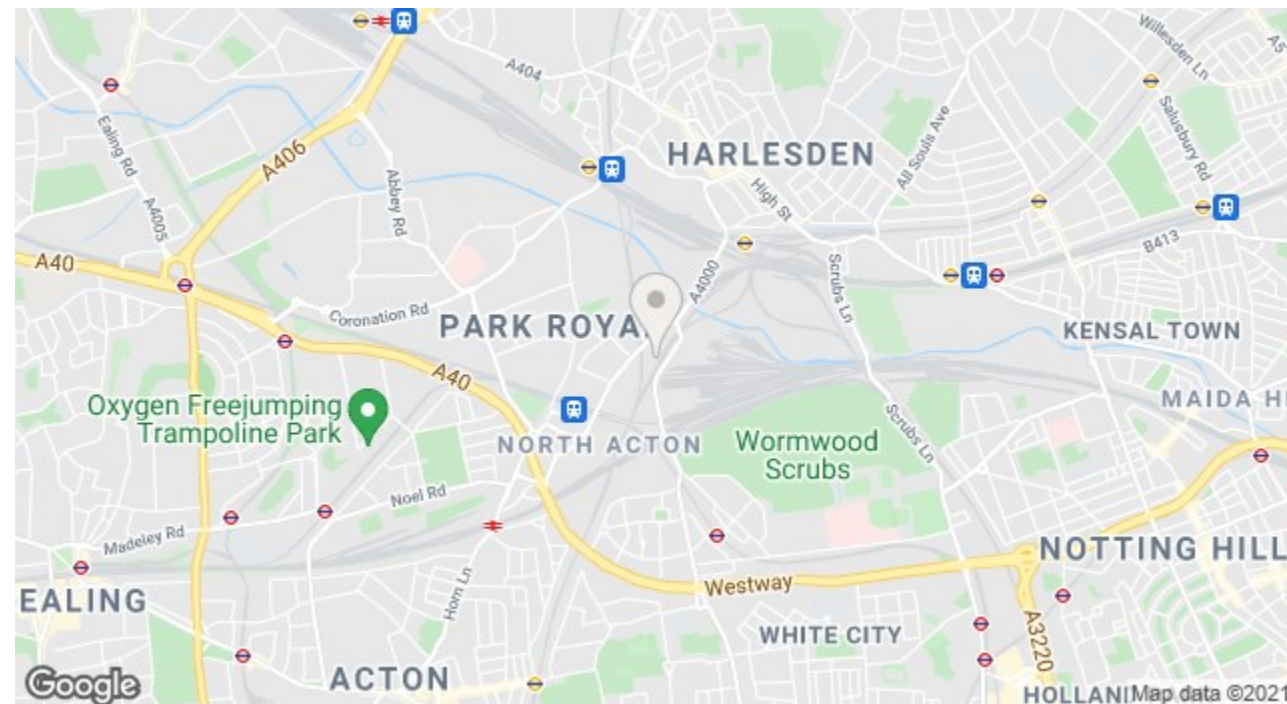 Willesden Ln
A5
A404
Ealing Rd
A406
HARLESDEN
All Souls Ave
Salusbury Rd
Abbey Rd
High St
A4005
B413
A40
A4000
Scrubs Ln
Coronation Rd
PARK ROYA
KENSAL TOWN
A40
Oxygen Freejumping
Trampoline Park
MAIDA H
NORTH ACTON
Wormwood
Scrubs
Scrubs Ln
Noel Rd
Madeley Rd
NOTTING HILL
Westway
EALING
Horn Ln
A3220
WHITE CITY
ACTON
Google
HOLLAN
Map data ©2021